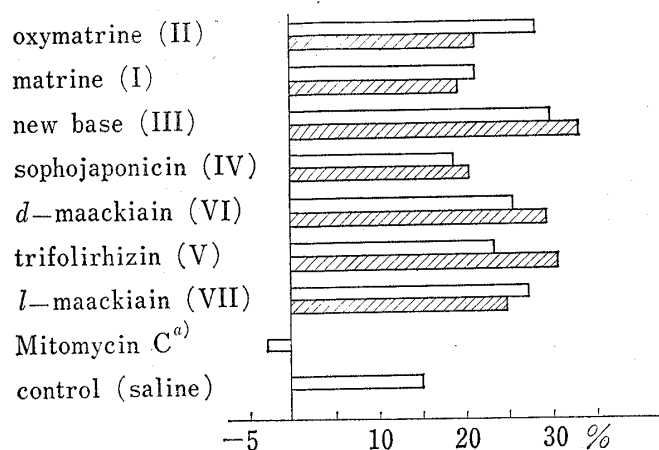 oxymatrine (II)
matrine (I)
new base (III)
sophojaponicin (IV)
d—maackiain (VI)
trifolirhizin (V)
l—maackiain (VII)
Mitomycin C a)
control (saline)
—5 10 20 30 %